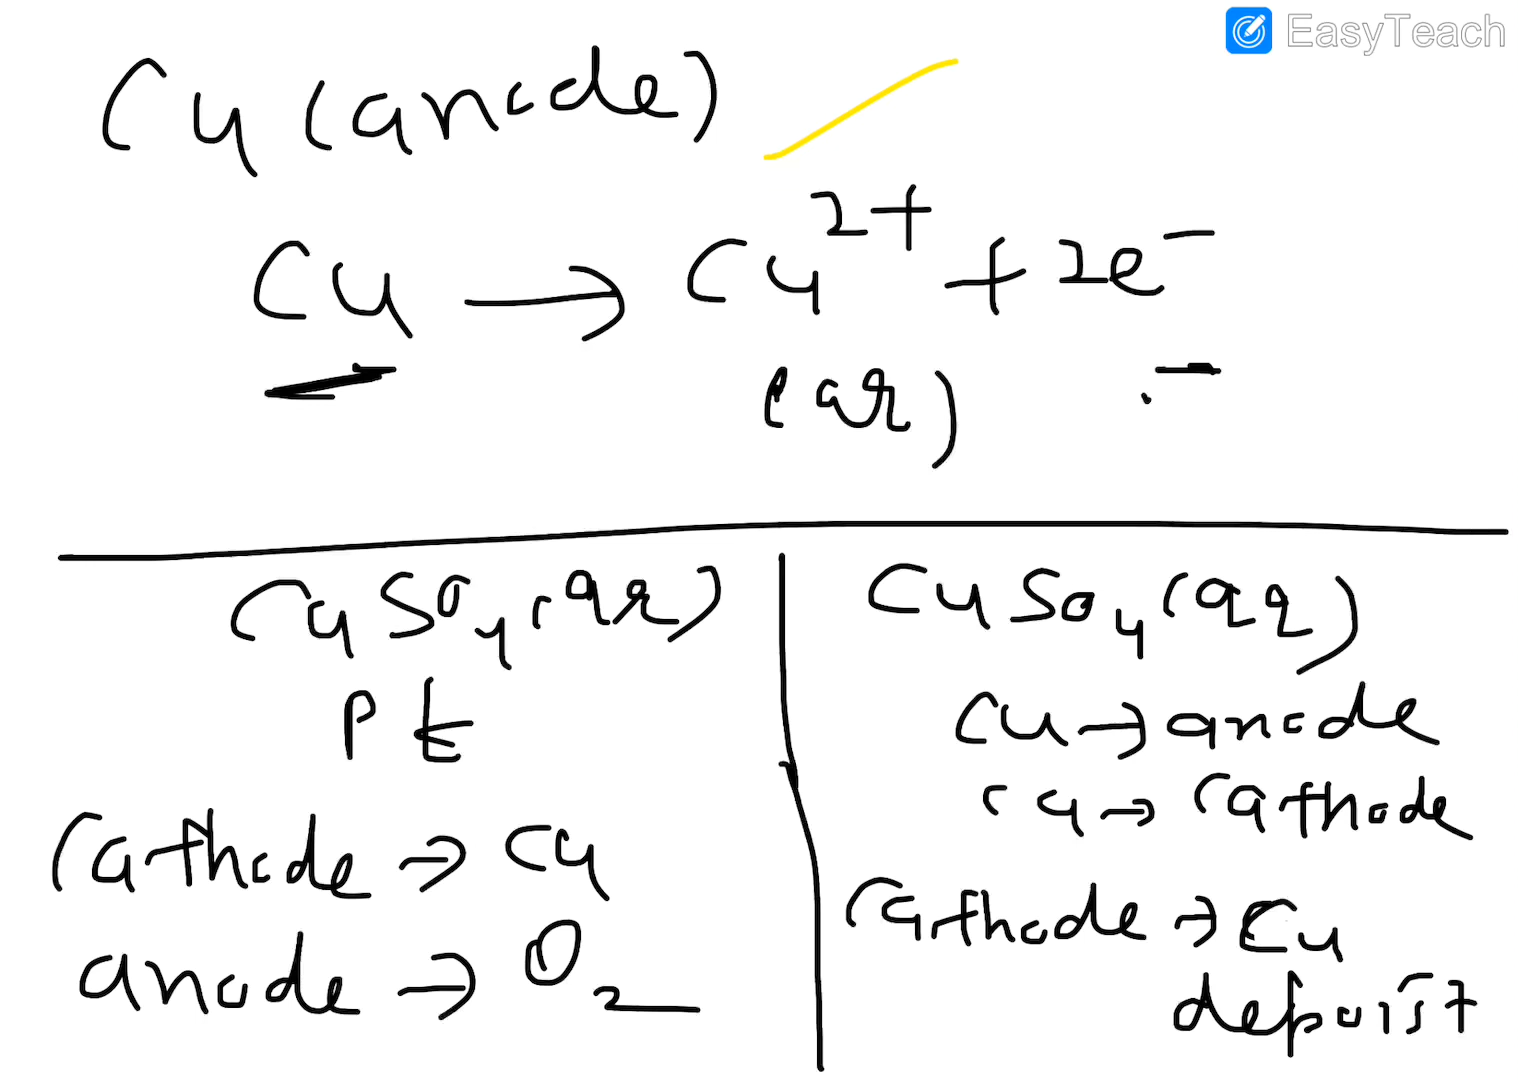 EasyTeach
Cu (anode)
Cu → Cu²⁺ + 2e⁻
(aq)
CuSO₄(aq)
Pt
Cathode → Cu
anode → O₂
CuSO₄(aq)
Cu → anode
Cu → Cathode
Cathode → Cu
depoist